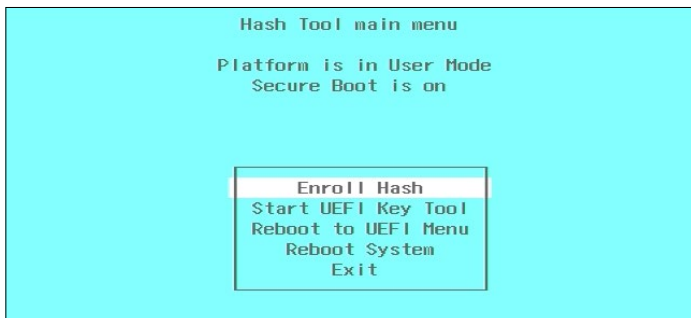 Hash Tool main menu
Platform is in User Mode
Secure Boot is on
Enroll Hash
Start UEFI Key Tool
Reboot to UEFI Menu
Reboot System
Exit